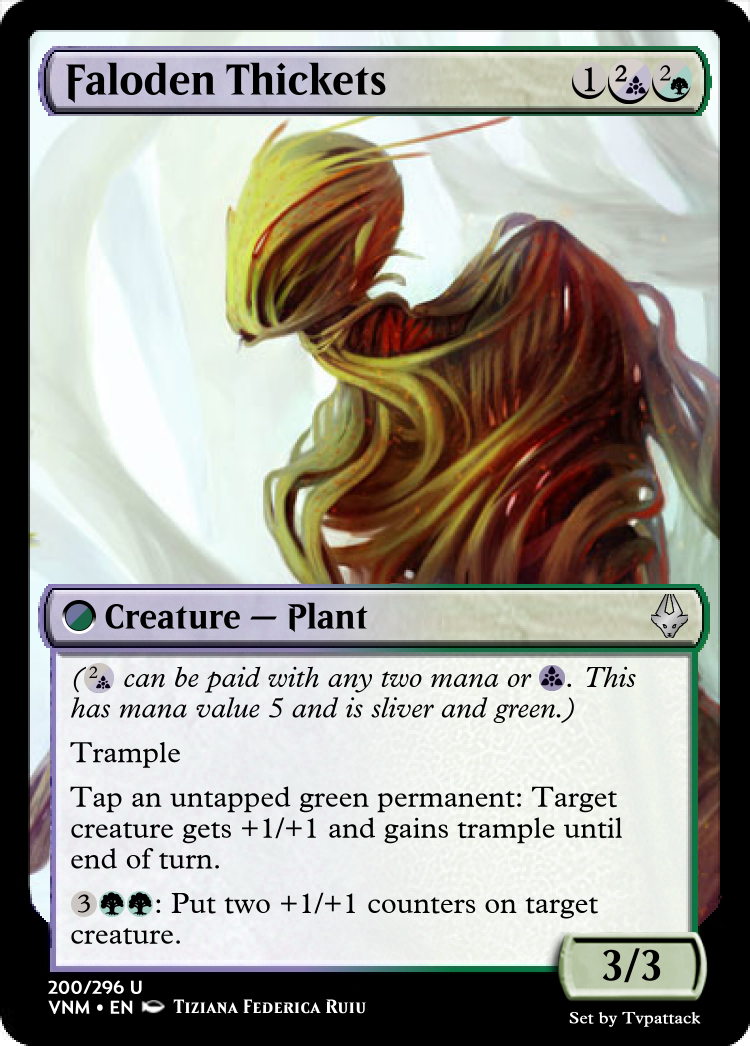 Faloden Thickets 1 2 2
Creature — Plant
(2 can be paid with any two mana or . This
has mana value 5 and is sliver and green.)
Trample
Tap an untapped green permanent: Target
creature gets +1/+1 and gains trample until
end of turn.
3: Put two +1/+1 counters on target
creature.
3/3
200/296 U
VNM • EN Tiziana Federica Ruiu
Set by Tvpattack